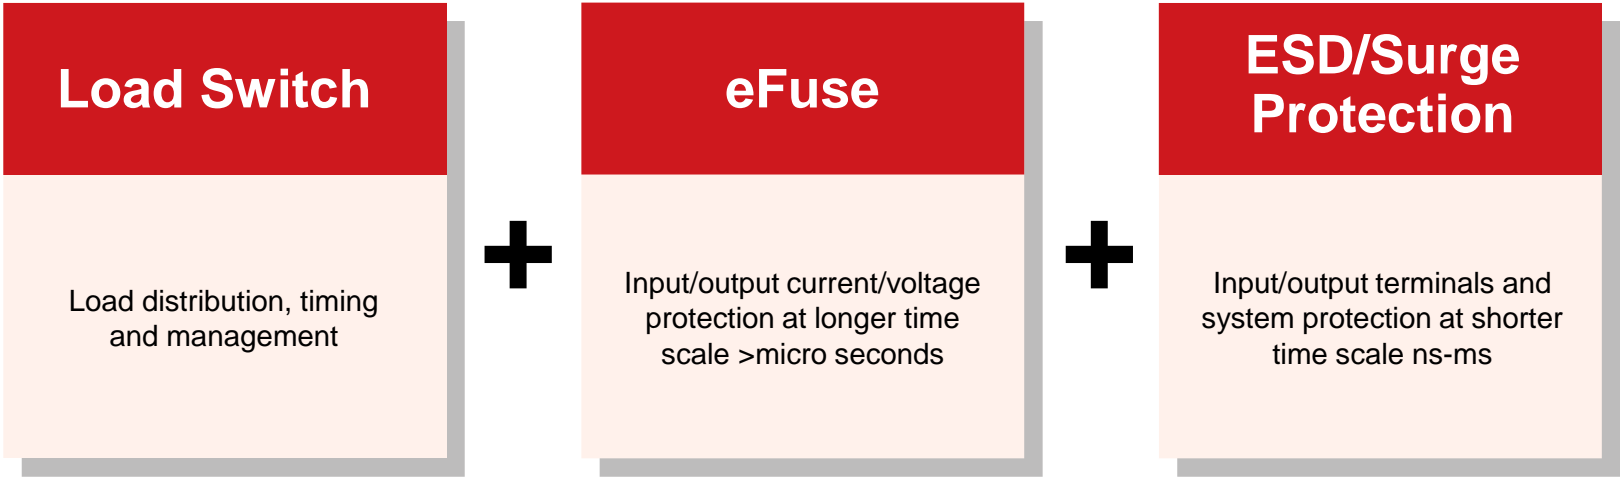 Load Switch
Load distribution, timing
and management
+
eFuse
Input/output current/voltage
protection at longer time
scale >micro seconds
+
ESD/Surge
Protection
Input/output terminals and
system protection at shorter
time scale ns-ms